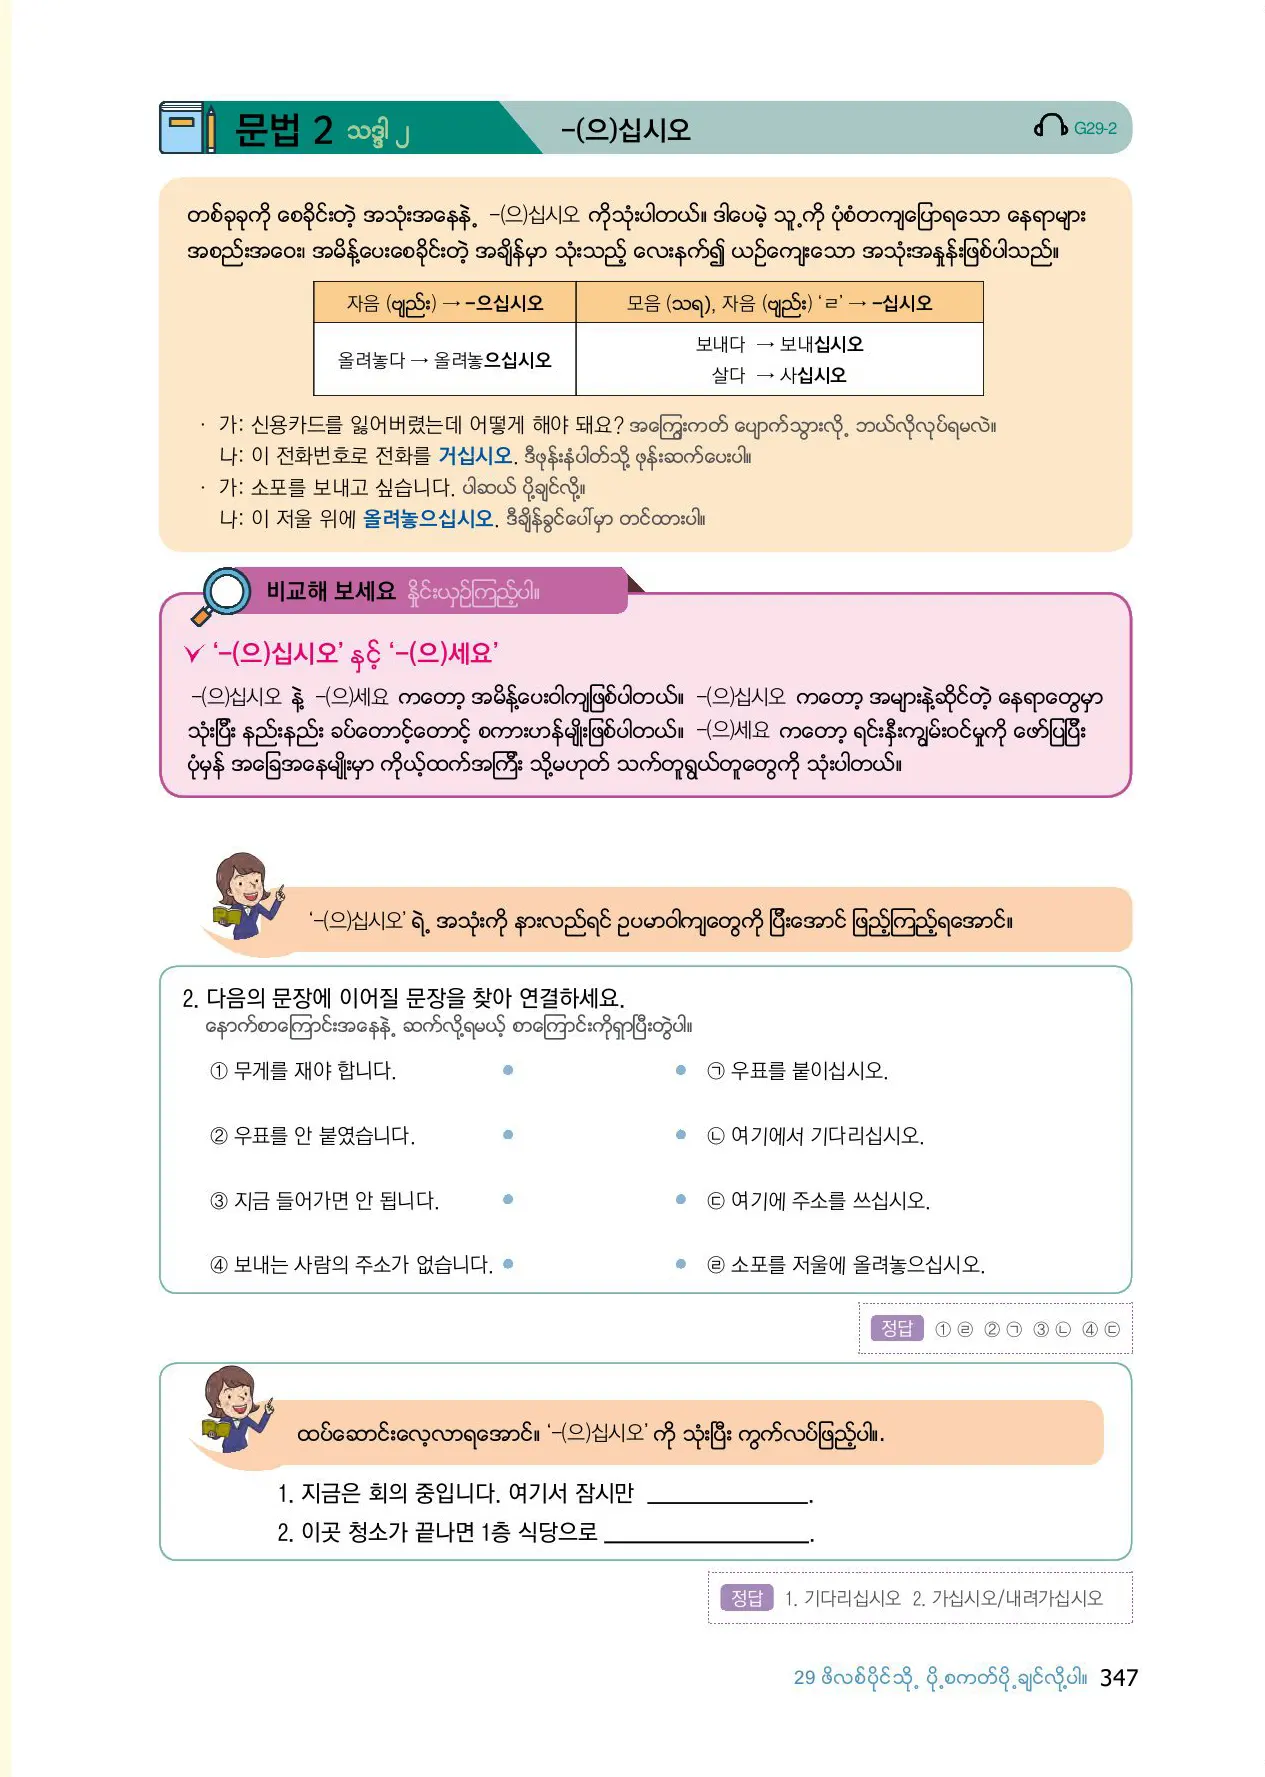 문법 2 သဒ္ဒါ ၂ -(으)십시오 G29-2
တစ်ခုခုကို စေခိုင်းတဲ့ အသုံးအနေနဲ့ -(으)십시오 ကိုသုံးပါတယ်။ ဒါပေမဲ့ သူ့ကို ပုံစံတကျပြောရသော နေရာများ
အစည်းအဝေး၊ အမိန့်ပေးစေခိုင်းတဲ့ အချိန်မှာ သုံးသည့် လေးနက်၍ ယဉ်ကျေးသော အသုံးအနှုန်းဖြစ်ပါသည်။
자음 (ဗျည်း) → -으십시오 모음 (သရ), 자음 (ဗျည်း) ‘ㄹ’ → -십시오
올려놓다 → 올려놓으십시오
보내다 → 보내십시오
살다 → 사십시오
· 가: 신용카드를 잃어버렸는데 어떻게 해야 돼요? အကြွေးကတ် ပျောက်သွားလို့ ဘယ်လိုလုပ်ရမလဲ။
나: 이 전화번호로 전화를 거십시오. ဒီဖုန်းနံပါတ်သို့ ဖုန်းဆက်ပေးပါ။
· 가: 소포를 보내고 싶습니다. ပါဆယ် ပို့ချင်လို့။
나: 이 저울 위에 올려놓으십시오. ဒီချိန်ခွင်ပေါ်မှာ တင်ထားပါ။
비교해 보세요 နှိုင်းယှဉ်ကြည့်ပါ။
‘-(으)십시오’ နှင့် ‘-(으)세요’
-(으)십시오 နဲ့ -(으)세요 ကတော့ အမိန့်ပေးဝါကျဖြစ်ပါတယ်။ -(으)십시오 ကတော့ အများနဲ့ဆိုင်တဲ့ နေရာတွေမှာ
သုံးပြီး နည်းနည်း ခပ်တောင့်တောင့် စကားဟန်မျိုးဖြစ်ပါတယ်။ -(으)세요 ကတော့ ရင်းနှီးကျွမ်းဝင်မှုကို ဖော်ပြပြီး
ပုံမှန် အခြေအနေမျိုးမှာ ကိုယ့်ထက်အကြီး သို့မဟုတ် သက်တူရွယ်တူတွေကို သုံးပါတယ်။
‘-(으)십시오’ ရဲ့ အသုံးကို နားလည်ရင် ဥပမာဝါကျတွေကို ပြီးအောင် ဖြည့်ကြည့်ရအောင်။
2. 다음의 문장에 이어질 문장을 찾아 연결하세요.
နောက်စာကြောင်းအနေနဲ့ ဆက်လို့ရမယ့် စာကြောင်းကိုရှာပြီးတွဲပါ။
① 무게를 재야 합니다. • • ㉠ 우표를 붙이십시오.
② 우표를 안 붙였습니다. • • ㉡ 여기에서 기다리십시오.
③ 지금 들어가면 안 됩니다. • • ㉢ 여기에 주소를 쓰십시오.
④ 보내는 사람의 주소가 없습니다. • • ㉣ 소포를 저울에 올려놓으십시오.
정답 ① ㉣ ② ㉠ ③ ㉡ ④ ㉢
ထပ်ဆောင်းလေ့လာရအောင်။ ‘-(으)십시오’ ကို သုံးပြီး ကွက်လပ်ဖြည့်ပါ။.
1. 지금은 회의 중입니다. 여기서 잠시만 ______________.
2. 이곳 청소가 끝나면 1층 식당으로 __________________.
정답 1. 기다리십시오 2. 가십시오/내려가십시오
29 ဖိလစ်ပိုင်သို့ ပို့စကတ်ပို့ချင်လို့ပါ။ 347